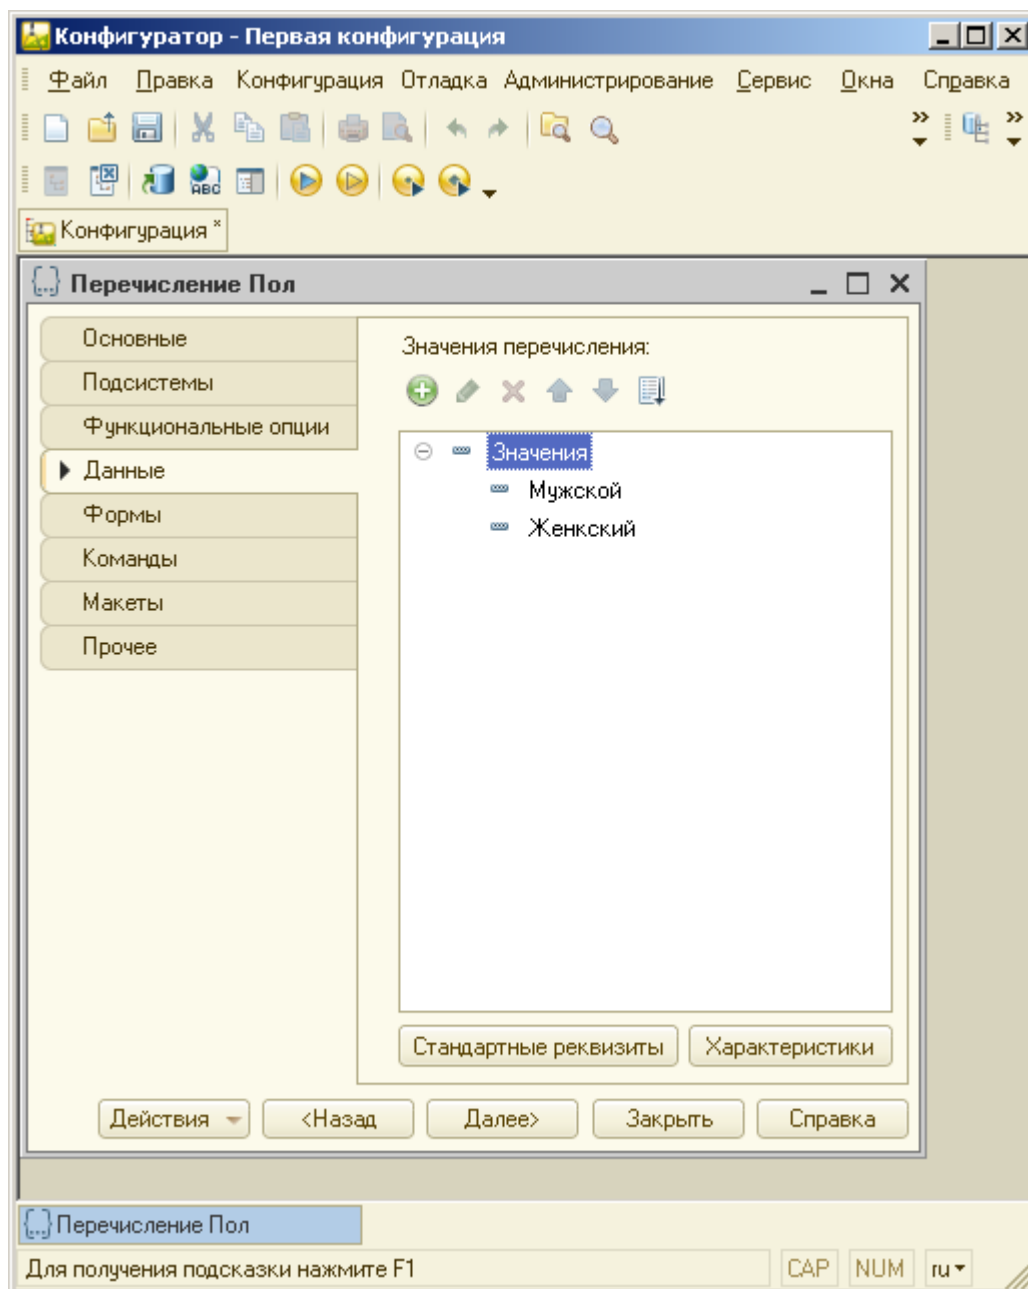 Конфигуратор - Первая конфигурация
Файл Правка Конфигурация Отладка Администрирование Сервис Окна Справка
ABC
Конфигурация *
{...} Перечисление Пол
Основные
Подсистемы
Функциональные опции
Данные
Формы
Команды
Макеты
Прочее
Значения перечисления:
Значения
Мужской
Женкский
Стандартные реквизиты Характеристики
Действия <Назад Далее> Закрыть Справка
{...} Перечисление Пол
Для получения подсказки нажмите F1 CAP NUM ru